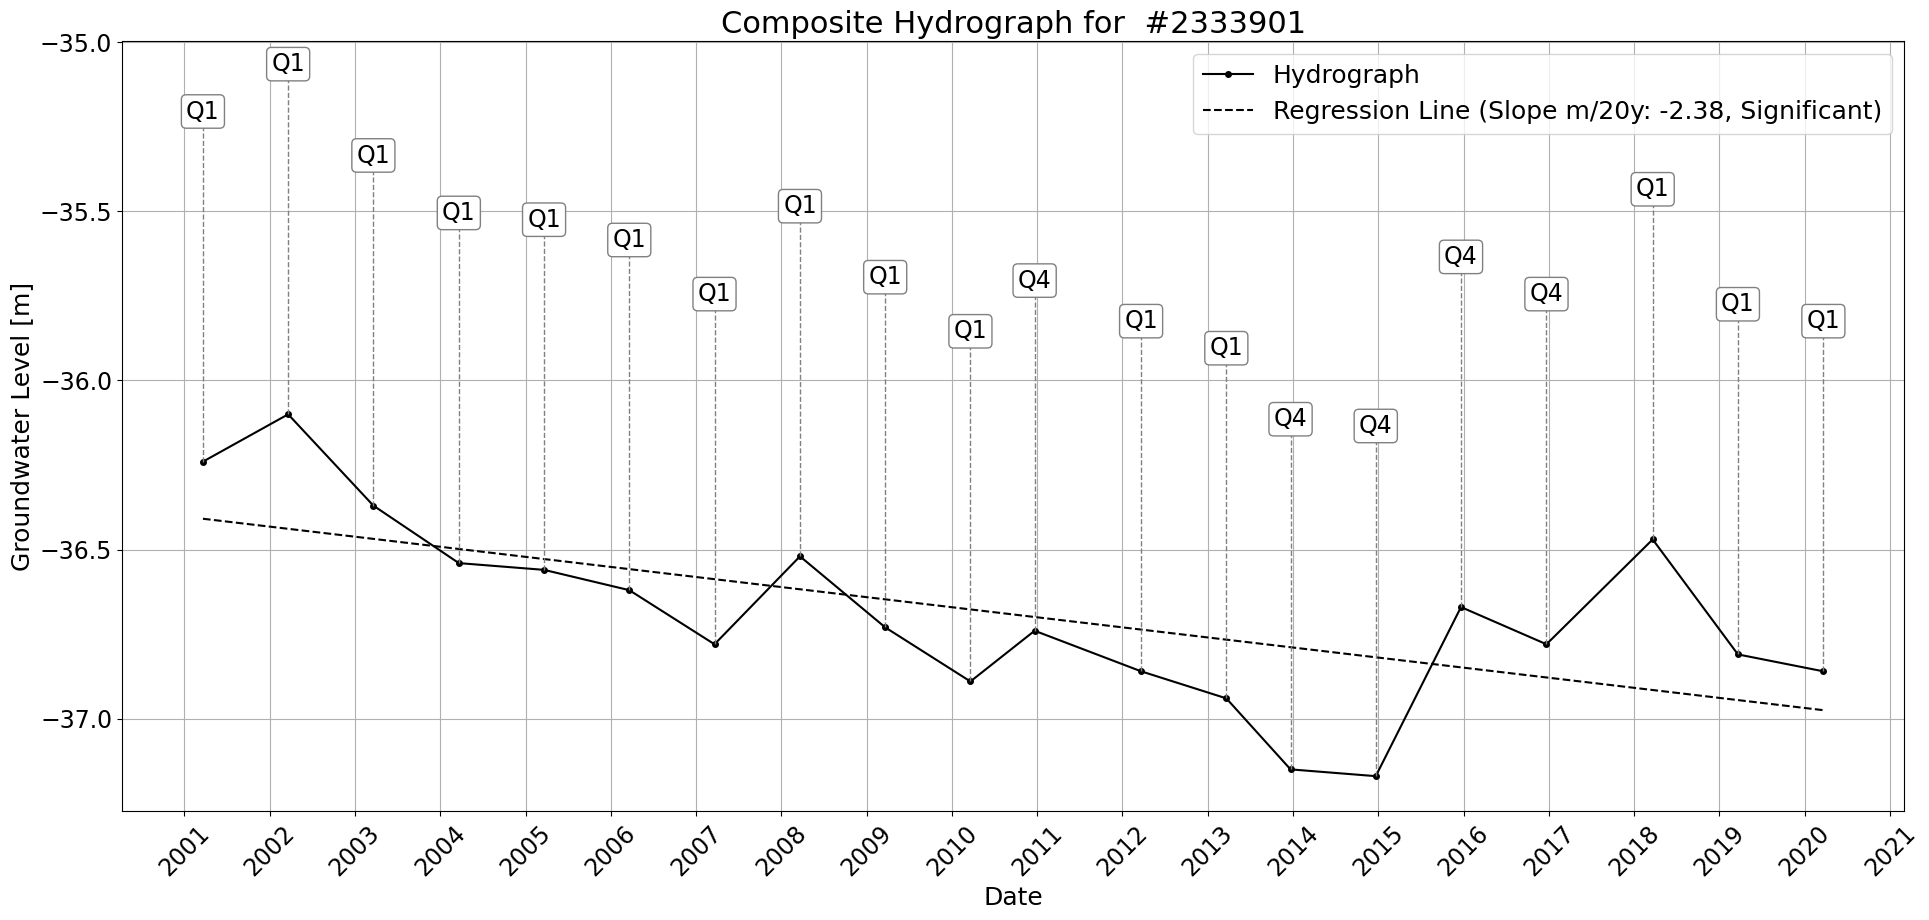 Composite Hydrograph for #2333901
Hydrograph
Regression Line (Slope m/20y: -2.38, Significant)
Groundwater Level [m]
−35.0
−35.5
−36.0
−36.5
−37.0
Q1
Q1
Q1
Q1
Q1
Q1
Q1
Q1
Q1
Q1
Q4
Q1
Q1
Q4
Q4
Q4
Q4
Q1
Q1
Q1
2001
2002
2003
2004
2005
2006
2007
2008
2009
2010
2011
2012
2013
2014
2015
2016
2017
2018
2019
2020
2021
Date